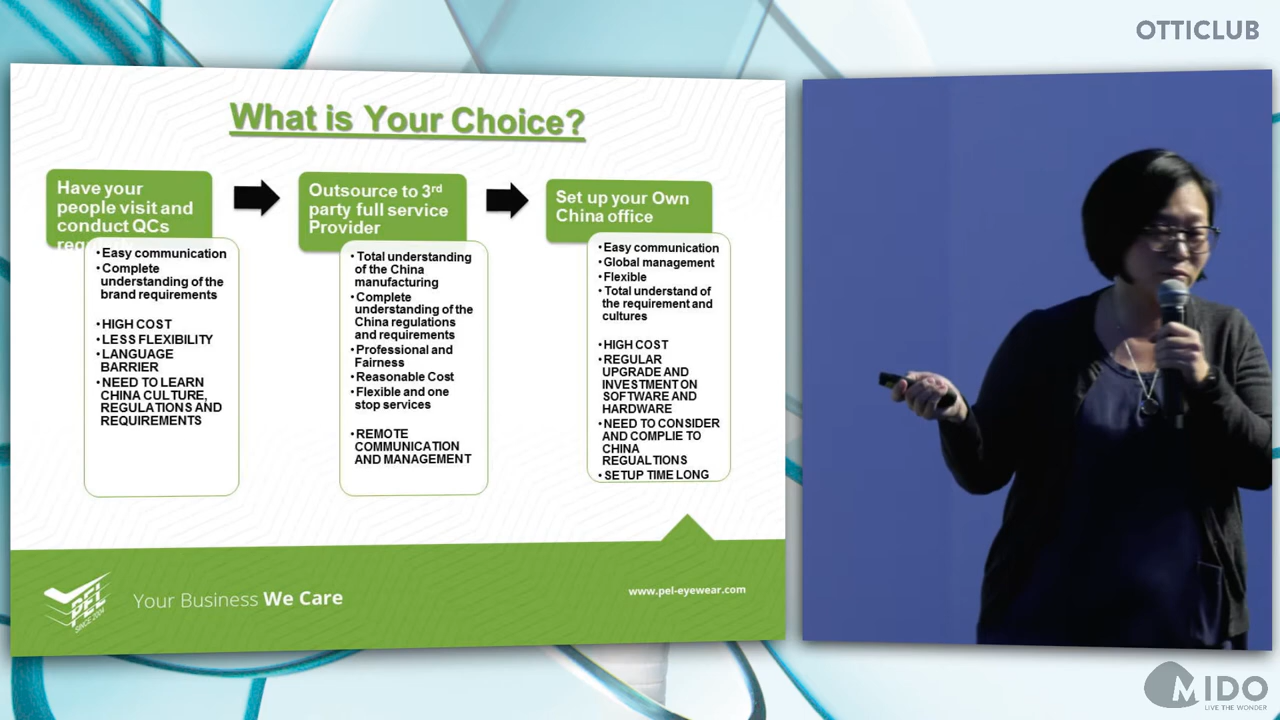 OTTICLUB
What is Your Choice?
Have your
people visit and
conduct QCs
• Easy communication
• Complete
understanding of the
brand requirements
• HIGH COST
• LESS FLEXIBILITY
• LANGUAGE
BARRIER
• NEED TO LEARN
CHINA CULTURE,
REGULATIONS AND
REQUIREMENTS
Outsource to 3rd
party full service
Provider
• Total understanding
of the China
manufacturing
• Complete
understanding of the
China regulations
and requirements
• Professional and
Fairness
• Reasonable Cost
• Flexible and one
stop services
• REMOTE
COMMUNICATION
AND MANAGEMENT
Set up your Own
China office
• Easy communication
• Global management
• Flexible
• Total understand of
the requirement and
cultures
• HIGH COST
• REGULAR
UPGRADE AND
INVESTMENT ON
SOFTWARE AND
HARDWARE
• NEED TO CONSIDER
AND COMPLIE TO
CHINA
REGUALTIONS
• SETUP TIME LONG
PEL
SINCE 2004
Your Business We Care
www.pel-eyewear.com
MIDO
LIVE THE WONDER